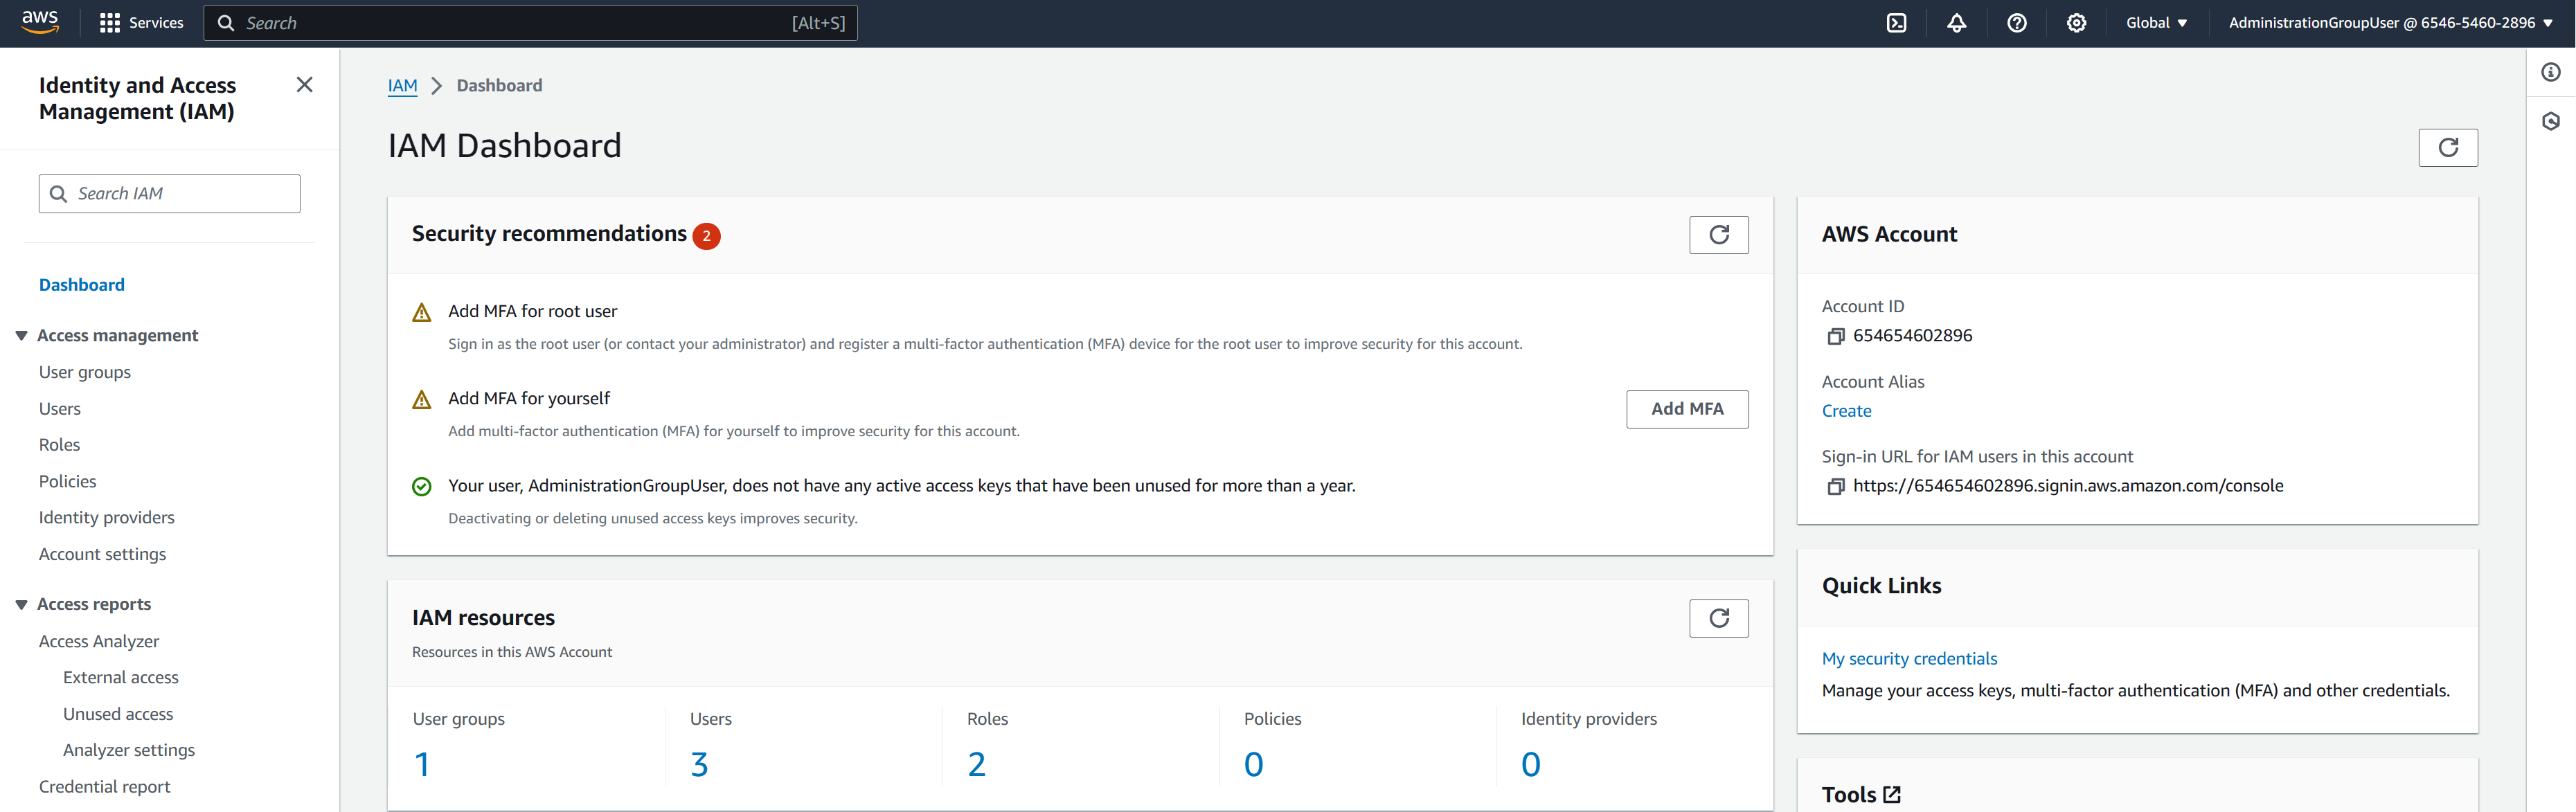 aws
Services
Search
[Alt+S]
Global
AdministrationGroupUser @ 6546-5460-2896
Identity and Access
Management (IAM)
Search IAM
Dashboard
Access management
User groups
Users
Roles
Policies
Identity providers
Account settings
Access reports
Access Analyzer
External access
Unused access
Analyzer settings
Credential report
IAM
Dashboard
IAM Dashboard
Security recommendations 2
Add MFA for root user
Sign in as the root user (or contact your administrator) and register a multi-factor authentication (MFA) device for the root user to improve security for this account.
Add MFA for yourself
Add multi-factor authentication (MFA) for yourself to improve security for this account.
Add MFA
Your user, AdministrationGroupUser, does not have any active access keys that have been unused for more than a year.
Deactivating or deleting unused access keys improves security.
IAM resources
Resources in this AWS Account
User groups
1
Users
3
Roles
2
Policies
0
Identity providers
0
AWS Account
Account ID
654654602896
Account Alias
Create
Sign-in URL for IAM users in this account
https://654654602896.signin.aws.amazon.com/console
Quick Links
My security credentials
Manage your access keys, multi-factor authentication (MFA) and other credentials.
Tools